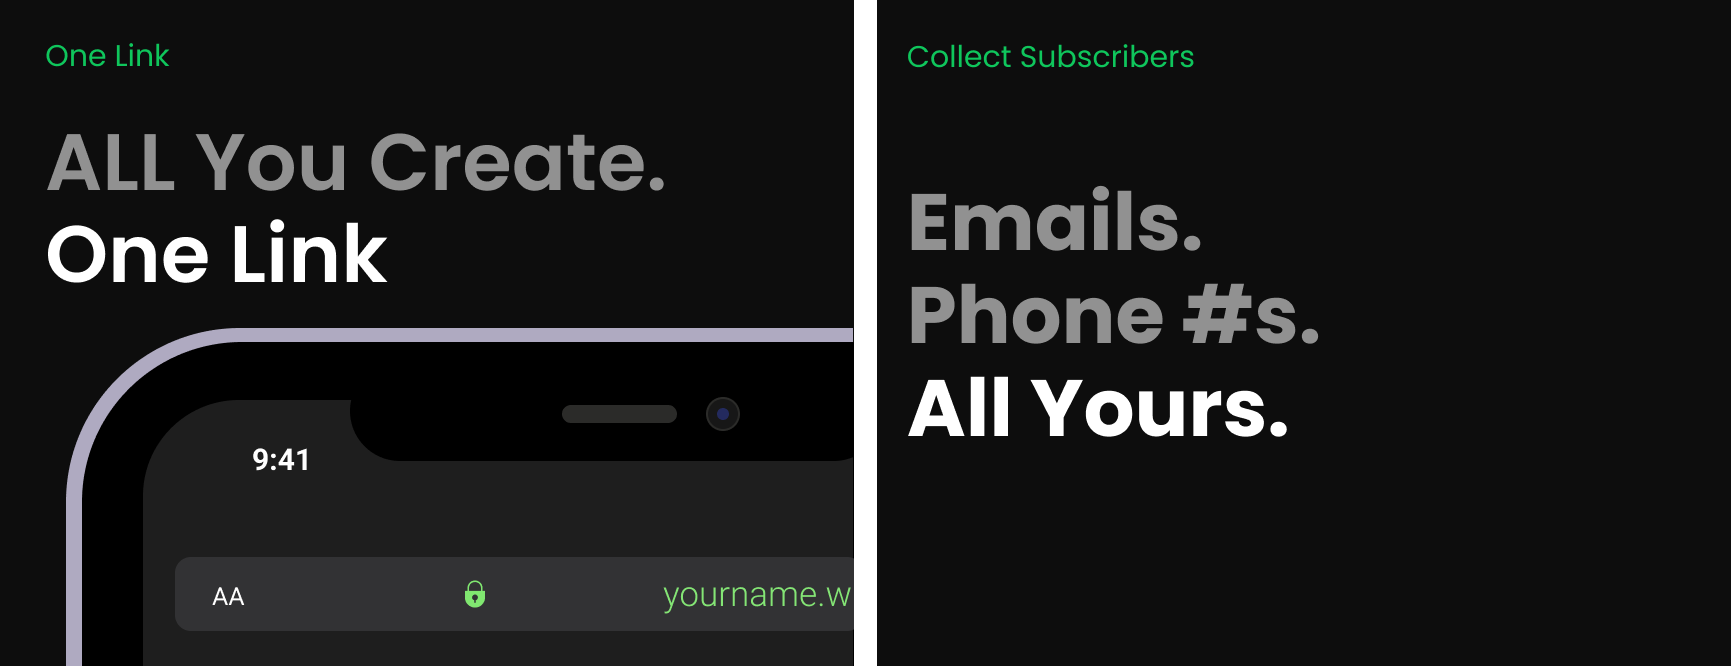 One Link
ALL You Create.
One Link
9:41
AA
yourname.w
Collect Subscribers
Emails.
Phone #s.
All Yours.